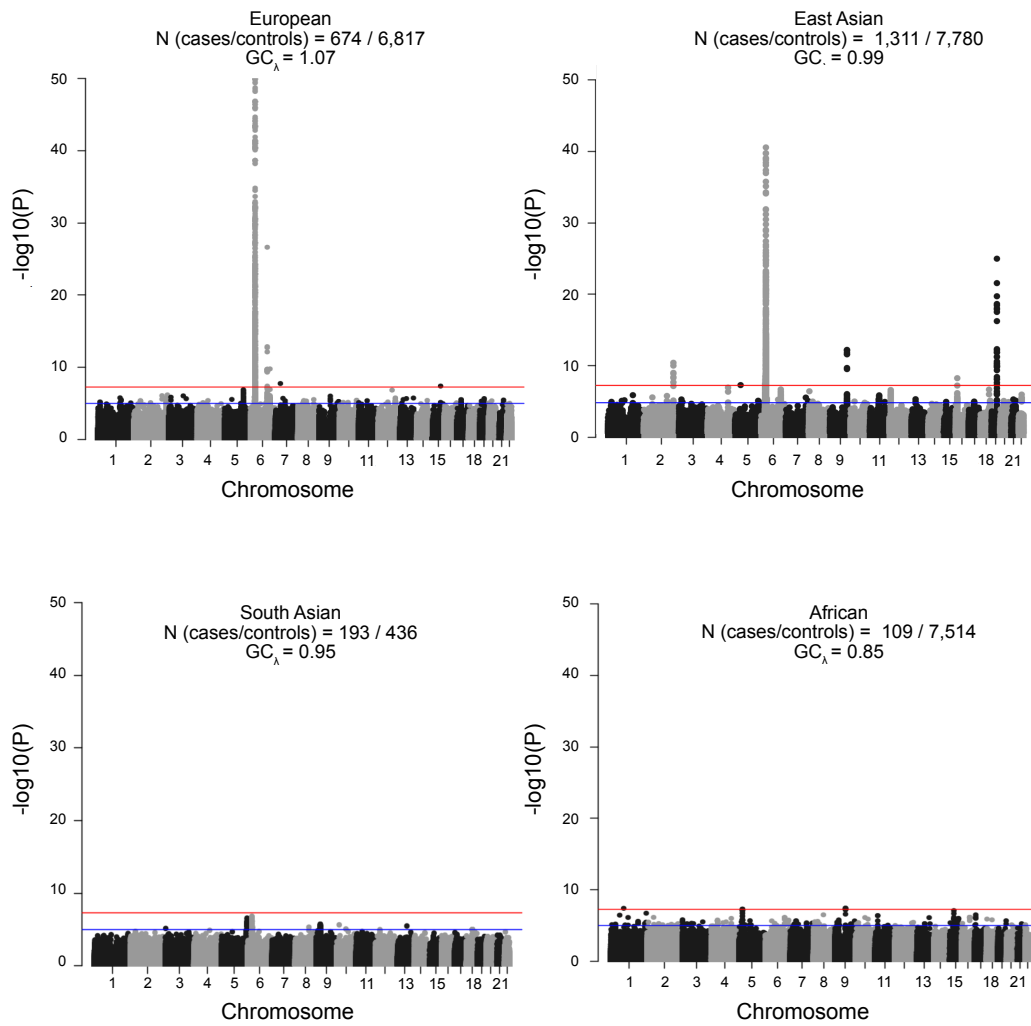 European
N (cases/controls) = 674 / 6,817
GCλ = 1.07
50
40
30
20
10
0
-log10(P)
1 2 3 4 5 6 7 8 9 11 13 15 18 21
Chromosome
East Asian
N (cases/controls) = 1,311 / 7,780
GC. = 0.99
50
40
30
20
10
0
-log10(P)
1 2 3 4 5 6 7 8 9 11 13 15 18 21
Chromosome
South Asian
N (cases/controls) = 193 / 436
GCλ = 0.95
50
40
30
20
10
0
-log10(P)
1 2 3 4 5 6 7 8 9 11 13 15 18 21
Chromosome
African
N (cases/controls) = 109 / 7,514
GCλ = 0.85
50
40
30
20
10
0
-log10(P)
1 2 3 4 5 6 7 8 9 11 13 15 18 21
Chromosome